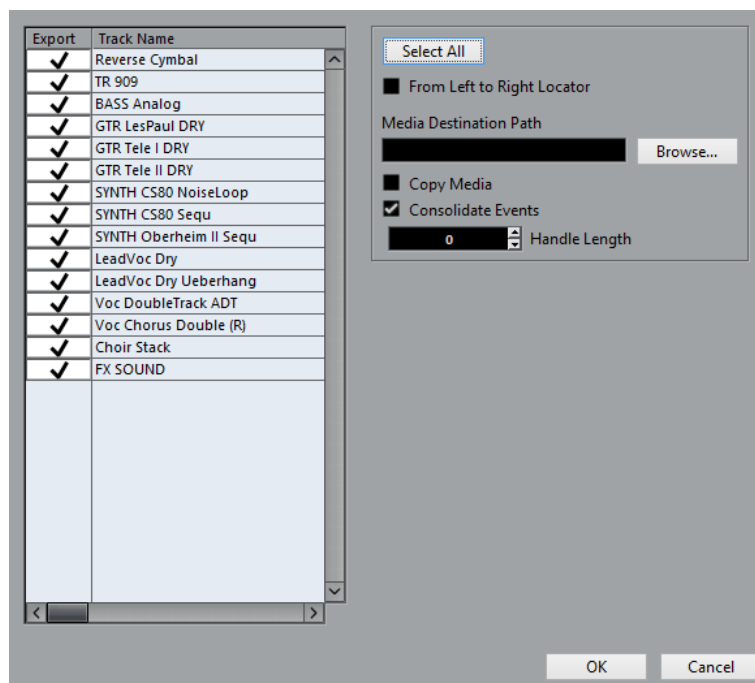 Export Track Name
Reverse Cymbal
TR 909
BASS Analog
GTR LesPaul DRY
GTR Tele I DRY
GTR Tele II DRY
SYNTH CS80 NoiseLoop
SYNTH CS80 Sequ
SYNTH Oberheim II Sequ
LeadVoc Dry
LeadVoc Dry Ueberhang
Voc DoubleTrack ADT
Voc Chorus Double (R)
Choir Stack
FX SOUND
Select All
From Left to Right Locator
Media Destination Path
Browse...
Copy Media
Consolidate Events
0 Handle Length
OK Cancel